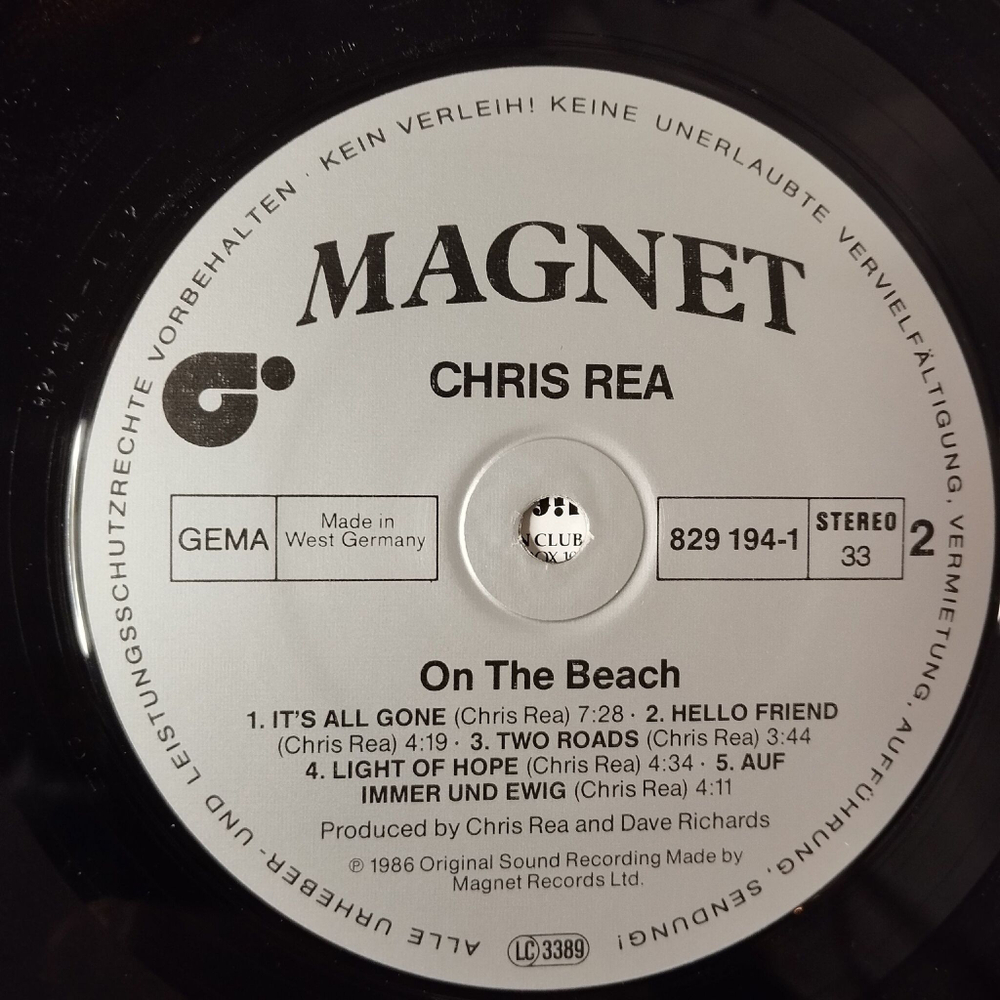 ALLE URHEBER- UND LEISTUNGSSCHUTZRECHTE VORBEHALTEN · KEIN VERLEIH! KEINE UNERLAUBTE VERVIELFÄLTIGUNG, VERMIETUNG, AUFFÜHRUNG, SENDUNG!
MAGNET
CHRIS REA
GEMA
Made in
West Germany
CLUB
829 194-1
STEREO
33
2
On The Beach
1. IT'S ALL GONE (Chris Rea) 7:28 · 2. HELLO FRIEND
(Chris Rea) 4:19 · 3. TWO ROADS (Chris Rea) 3:44
4. LIGHT OF HOPE (Chris Rea) 4:34 · 5. AUF
IMMER UND EWIG (Chris Rea) 4:11
Produced by Chris Rea and Dave Richards
℗ 1986 Original Sound Recording Made by
Magnet Records Ltd.
LC 3389